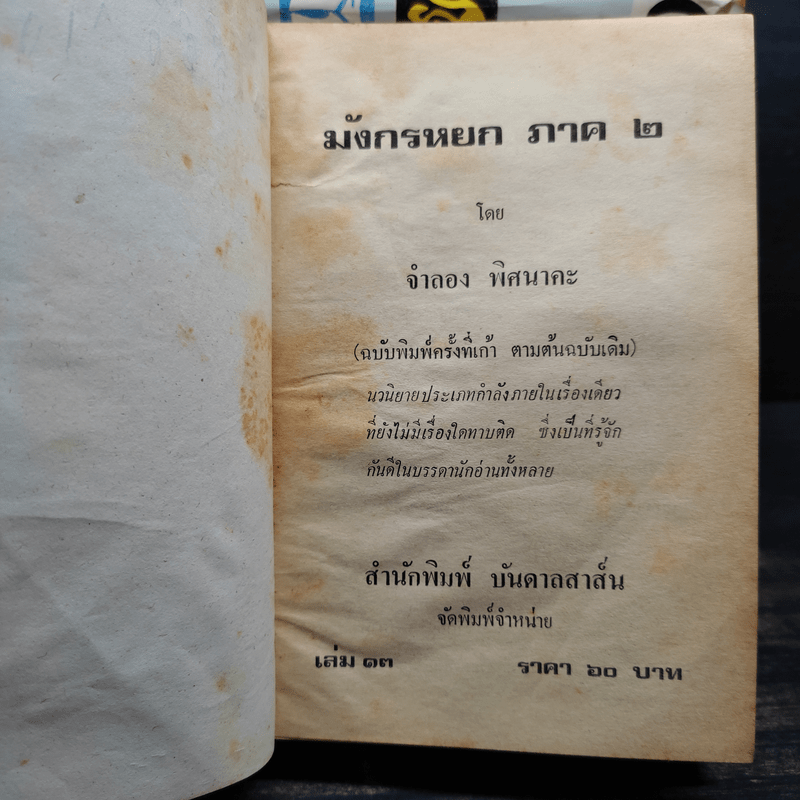 มังกรหยก ภาค ๒
โดย
จำลอง พิศนาคะ
(ฉบับพิมพ์ครั้งที่เก้า ตามต้นฉบับเดิม)
นวนิยายประเภทกำลังภายในเรื่องเดียว
ที่ยังไม่มีเรื่องใดทาบติด ซึ่งเป็นที่รู้จัก
กันดีในบรรดานักอ่านทั้งหลาย
สำนักพิมพ์ บันดาลสาส์น
จัดพิมพ์จำหน่าย
เล่ม ๑๓ ราคา ๖๐ บาท